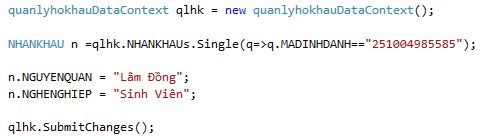 quanlyhokhauDataContext qlhk = new quanlyhokhauDataContext();
NHANKHAU n =qlhk.NHANKHAUs.Single(q=>q.MADINHDANH=="251004985585");
n.NGUYENQUAN = "Lâm Đồng";
n.NGHENGHIEP = "Sinh Viên";
qlhk.SubmitChanges();